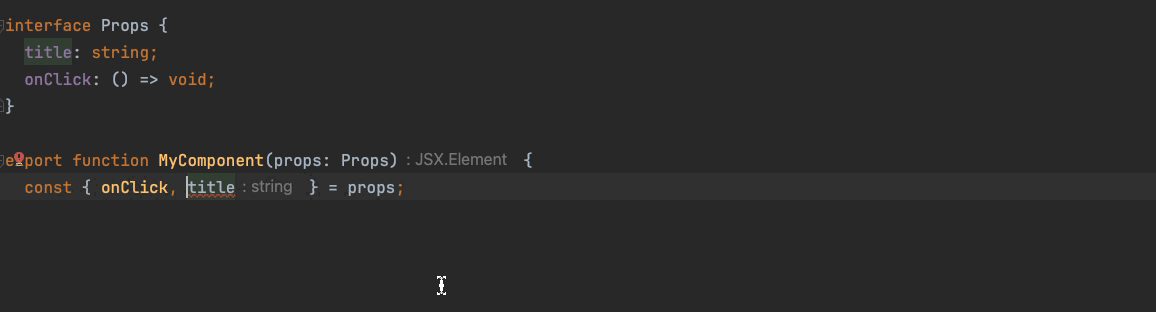 interface Props {
  title: string;
  onClick: () => void;
}
export function MyComponent(props: Props) : JSX.Element {
  const { onClick, title : string } = props;